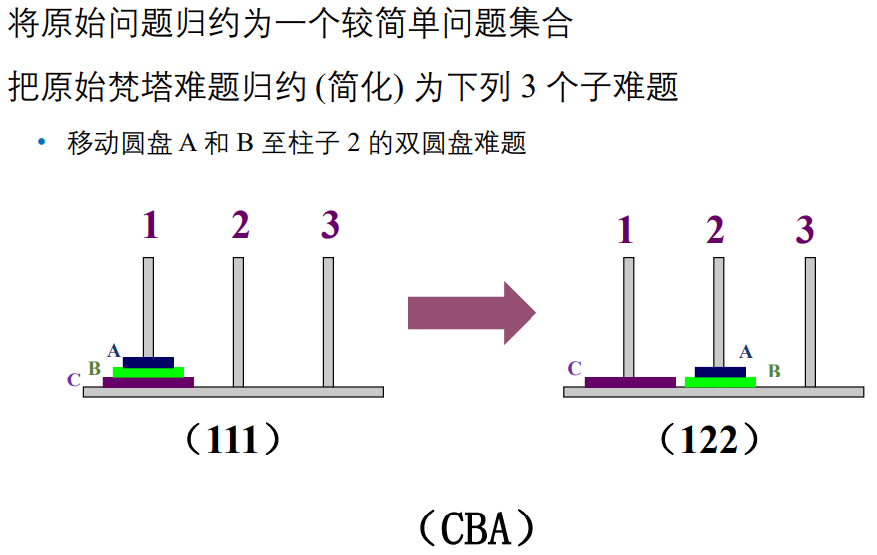 将原始问题归约为一个较简单问题集合
把原始梵塔难题归约 (简化) 为下列 3 个子难题
• 移动圆盘 A 和 B 至柱子 2 的双圆盘难题
1 2 3
A
B
C
（111）
1 2 3
A
C
B
（122）
（CBA）